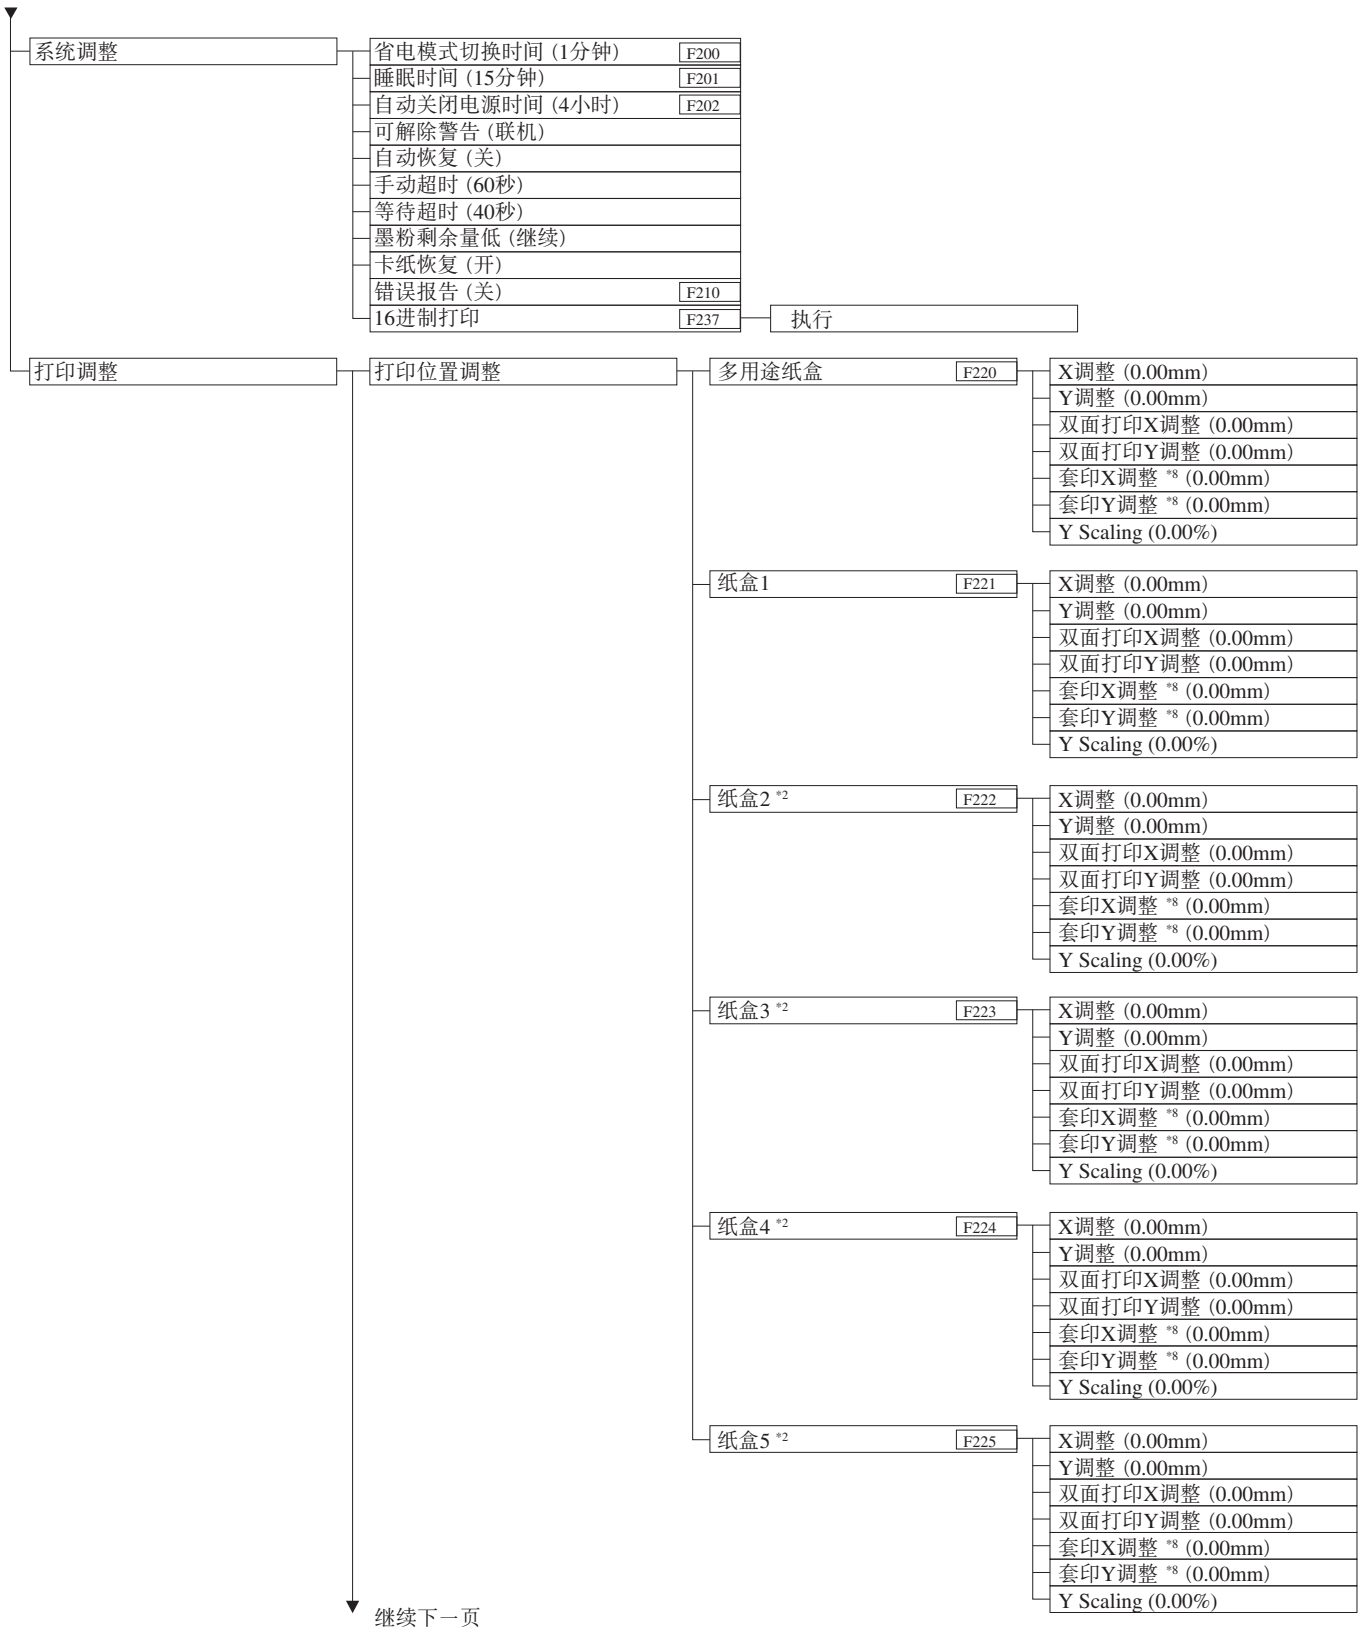 系统调整
省电模式切换时间 (1分钟) F200
睡眠时间 (15分钟) F201
自动关闭电源时间 (4小时) F202
可解除警告 (联机)
自动恢复 (关)
手动超时 (60秒)
等待超时 (40秒)
墨粉剩余量低 (继续)
卡纸恢复 (开)
错误报告 (关) F210
16进制打印 F237
执行
打印调整
打印位置调整
多用途纸盒 F220
X调整 (0.00mm)
Y调整 (0.00mm)
双面打印X调整 (0.00mm)
双面打印Y调整 (0.00mm)
套印X调整 *8 (0.00mm)
套印Y调整 *8 (0.00mm)
Y Scaling (0.00%)
纸盒1 F221
X调整 (0.00mm)
Y调整 (0.00mm)
双面打印X调整 (0.00mm)
双面打印Y调整 (0.00mm)
套印X调整 *8 (0.00mm)
套印Y调整 *8 (0.00mm)
Y Scaling (0.00%)
纸盒2 *2 F222
X调整 (0.00mm)
Y调整 (0.00mm)
双面打印X调整 (0.00mm)
双面打印Y调整 (0.00mm)
套印X调整 *8 (0.00mm)
套印Y调整 *8 (0.00mm)
Y Scaling (0.00%)
纸盒3 *2 F223
X调整 (0.00mm)
Y调整 (0.00mm)
双面打印X调整 (0.00mm)
双面打印Y调整 (0.00mm)
套印X调整 *8 (0.00mm)
套印Y调整 *8 (0.00mm)
Y Scaling (0.00%)
纸盒4 *2 F224
X调整 (0.00mm)
Y调整 (0.00mm)
双面打印X调整 (0.00mm)
双面打印Y调整 (0.00mm)
套印X调整 *8 (0.00mm)
套印Y调整 *8 (0.00mm)
Y Scaling (0.00%)
纸盒5 *2 F225
X调整 (0.00mm)
Y调整 (0.00mm)
双面打印X调整 (0.00mm)
双面打印Y调整 (0.00mm)
套印X调整 *8 (0.00mm)
套印Y调整 *8 (0.00mm)
Y Scaling (0.00%)
继续下一页